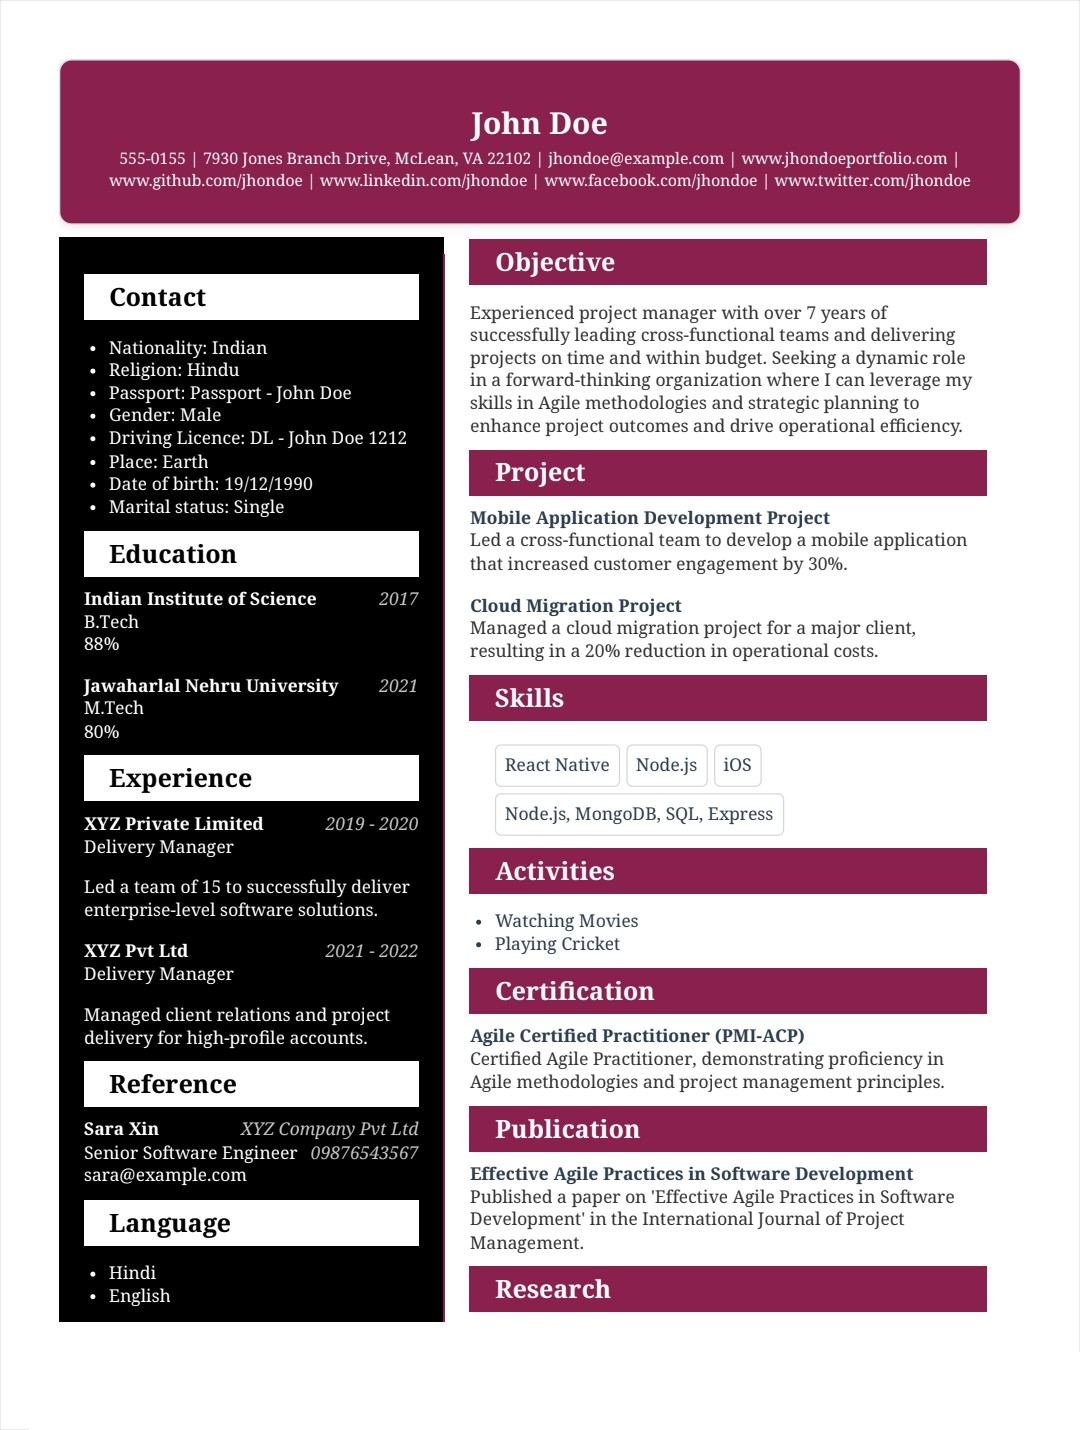 John Doe
555-0155 | 7930 Jones Branch Drive, McLean, VA 22102 | jhondoe@example.com | www.jhondoeportfolio.com |
www.github.com/jhondoe | www.linkedin.com/jhondoe | www.facebook.com/jhondoe | www.twitter.com/jhondoe
Contact
• Nationality: Indian
• Religion: Hindu
• Passport: Passport - John Doe
• Gender: Male
• Driving Licence: DL - John Doe 1212
• Place: Earth
• Date of birth: 19/12/1990
• Marital status: Single
Education
Indian Institute of Science 2017
B.Tech
88%
Jawaharlal Nehru University 2021
M.Tech
80%
Experience
XYZ Private Limited 2019 - 2020
Delivery Manager
Led a team of 15 to successfully deliver
enterprise-level software solutions.
XYZ Pvt Ltd 2021 - 2022
Delivery Manager
Managed client relations and project
delivery for high-profile accounts.
Reference
Sara Xin XYZ Company Pvt Ltd
Senior Software Engineer 09876543567
sara@example.com
Language
• Hindi
• English
Objective
Experienced project manager with over 7 years of
successfully leading cross-functional teams and delivering
projects on time and within budget. Seeking a dynamic role
in a forward-thinking organization where I can leverage my
skills in Agile methodologies and strategic planning to
enhance project outcomes and drive operational efficiency.
Project
Mobile Application Development Project
Led a cross-functional team to develop a mobile application
that increased customer engagement by 30%.
Cloud Migration Project
Managed a cloud migration project for a major client,
resulting in a 20% reduction in operational costs.
Skills
React Native Node.js iOS
Node.js, MongoDB, SQL, Express
Activities
• Watching Movies
• Playing Cricket
Certification
Agile Certified Practitioner (PMI-ACP)
Certified Agile Practitioner, demonstrating proficiency in
Agile methodologies and project management principles.
Publication
Effective Agile Practices in Software Development
Published a paper on 'Effective Agile Practices in Software
Development' in the International Journal of Project
Management.
Research